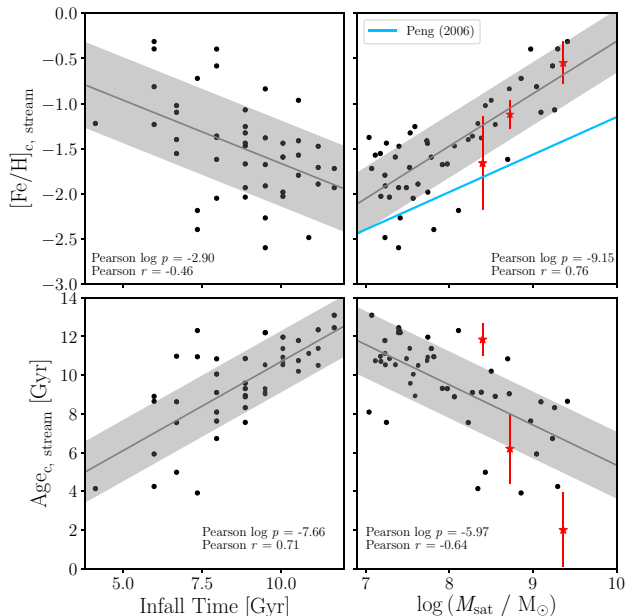 0.0
−0.5
−1.0
−1.5
−2.0
−2.5
−3.0
[Fe/H]c, stream
Pearson log p = -2.90
Pearson r = -0.46
Peng (2006)
Pearson log p = -9.15
Pearson r = 0.76
14
12
10
8
6
4
2
0
Age c, stream [Gyr]
Pearson log p = -7.66
Pearson r = 0.71
Pearson log p = -5.97
Pearson r = -0.64
5.0 7.5 10.0
Infall Time [Gyr]
7 8 9 10
log (Msat / M⊙)